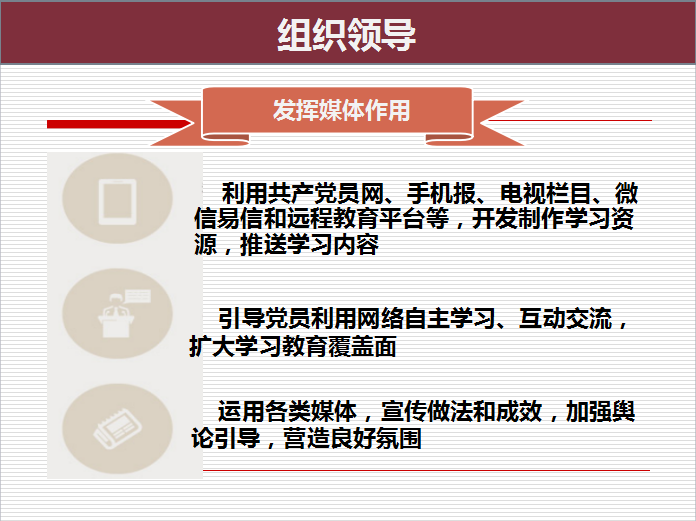 组织领导
发挥媒体作用
利用共产党员网、手机报、电视栏目、微
信易信和远程教育平台等，开发制作学习资
源，推送学习内容
引导党员利用网络自主学习、互动交流，
扩大学习教育覆盖面
运用各类媒体，宣传做法和成效，加强舆
论引导，营造良好氛围